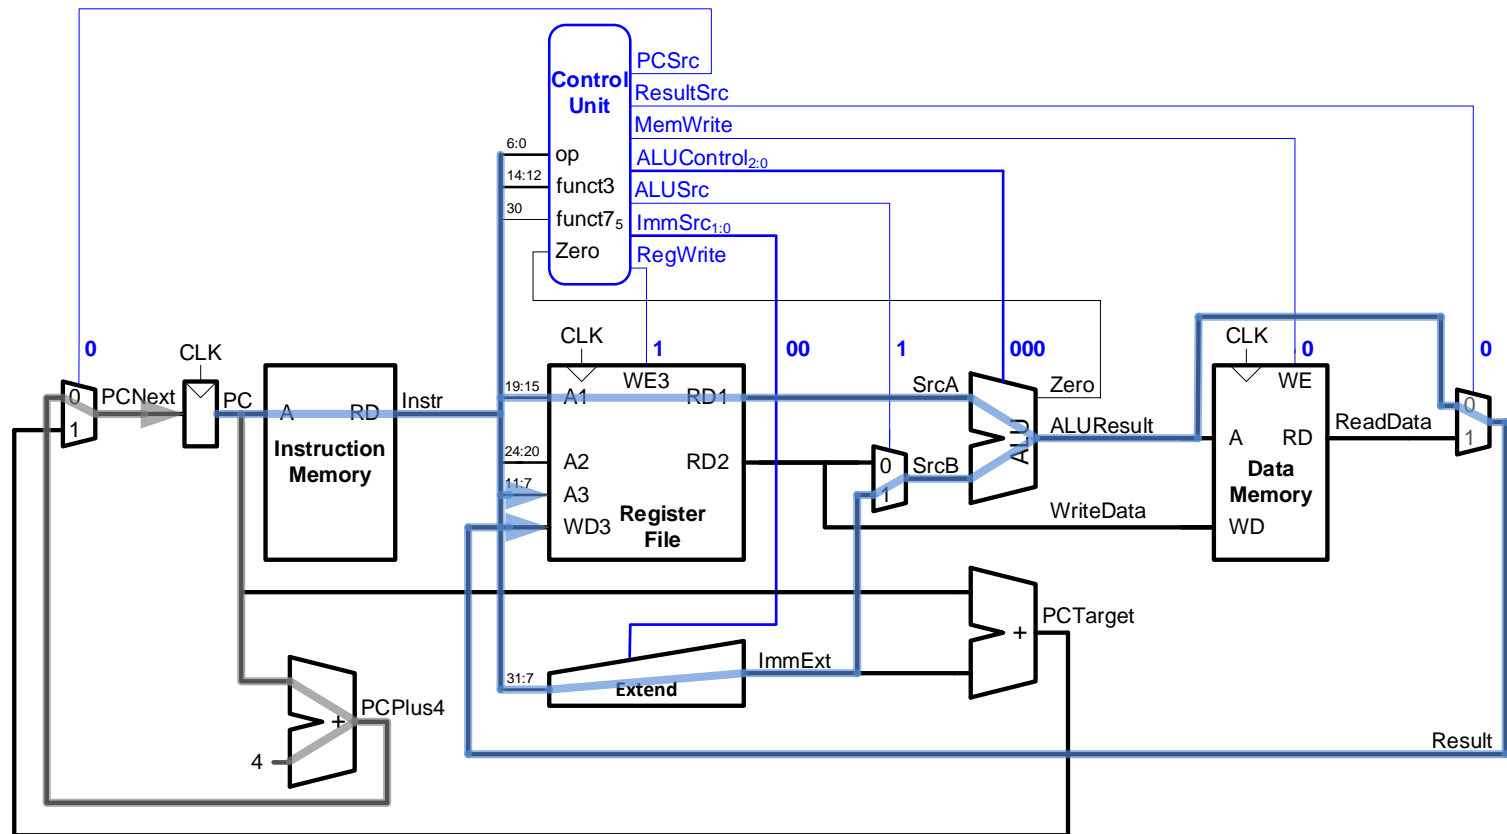 PCSrc
Control
Unit
ResultSrc
MemWrite
6:0
op
ALUControl2:0
14:12
funct3
ALUSrc
30
funct75
ImmSrc1:0
Zero
RegWrite
0
CLK
CLK
1
00
1
000
CLK
0
0
0
1
PCNext
PC
A
RD
Instr
Instruction
Memory
19:15
A1
WE3
RD1
SrcA
Zero
WE
24:20
A2
RD2
0
1
SrcB
ALU
ALUResult
A
RD
ReadData
0
1
11:7
A3
WD3
Register
File
WriteData
Data
Memory
WD
+
PCTarget
31:7
Extend
ImmExt
4
+
PCPlus4
Result